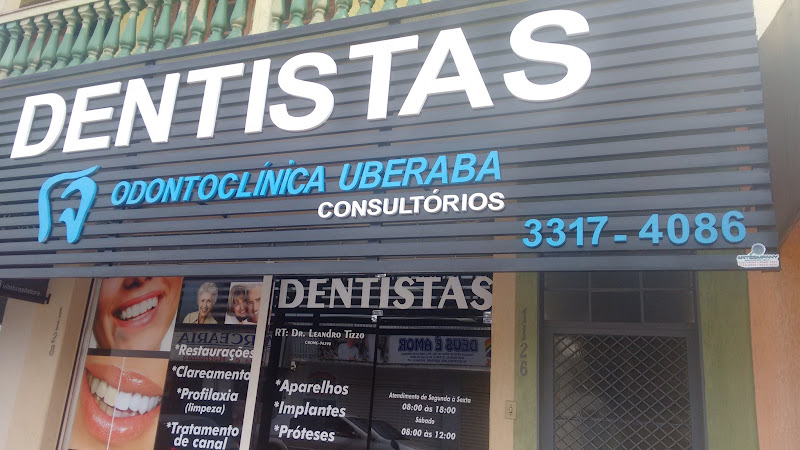 DENTISTAS
ODONTOCLÍNICA UBERABA
CONSULTÓRIOS
3317-4086
DENTISTAS
RT: Dr. Leandro Tizzo
*Restaurações
*Clareamento
*Profilaxia
(limpeza)
*Tratamento
de canal
*Aparelhos
*Implantes
*Próteses
Atendimento de Segunda à Sexta
08:00 às 18:00
Sábado
08:00 às 12:00
DEUS É AMOR